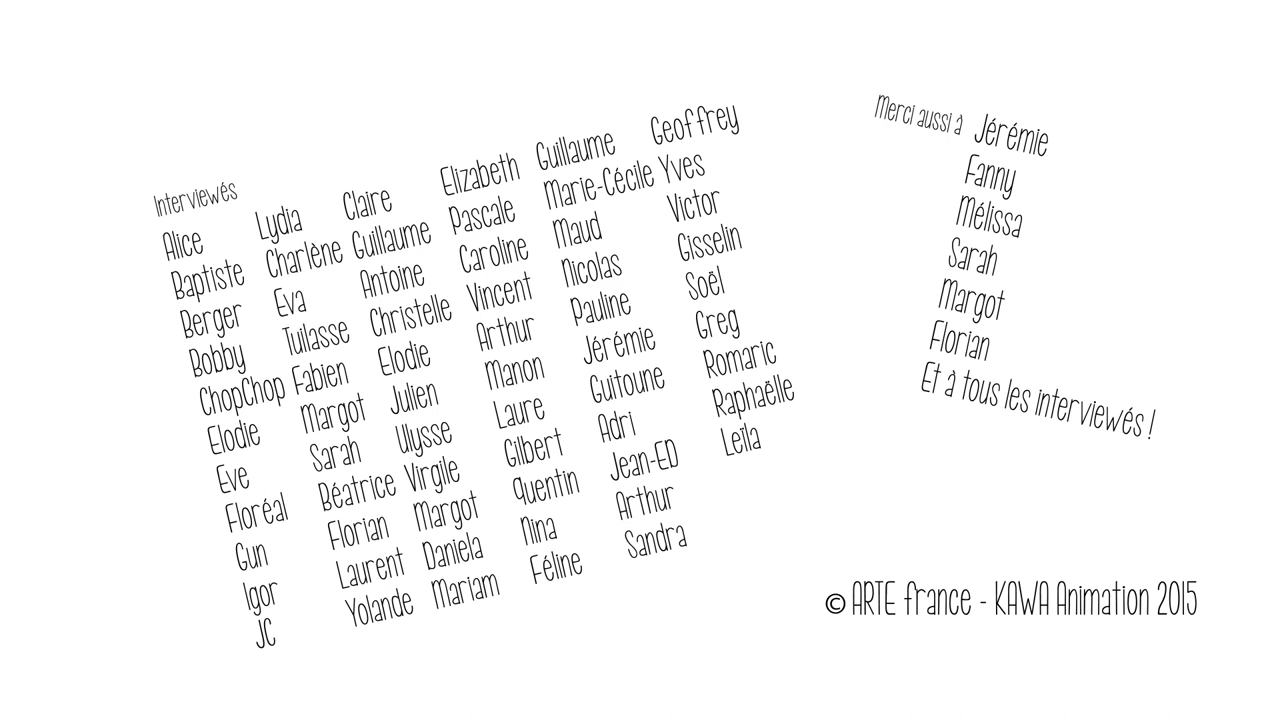 Interviewés
Alice
Baptiste
Berger
Bobby
ChopChop
Elodie
Eve
Floréal
Gun
Igor
JC
Lydia
Charlène
Eva
Tuilasse
Fabien
Margot
Sarah
Béatrice
Florian
Laurent
Yolande
Claire
Guillaume
Antoine
Christelle
Elodie
Julien
Ulysse
Virgile
Margot
Daniela
Mariam
Elizabeth
Pascale
Caroline
Vincent
Arthur
Manon
Laure
Gilbert
Quentin
Nina
Féline
Guillaume
Marie-Cécile
Maud
Nicolas
Pauline
Jérémie
Guitoune
Adri
Jean-ED
Arthur
Sandra
Geoffrey
Yves
Victor
Gisselin
Soël
Greg
Romaric
Raphaëlle
Leïla
Merci aussi à Jérémie
Fanny
Mélissa
Sarah
Margot
Florian
Et à tous les interviewés !
© ARTE france - KAWA Animation 2015